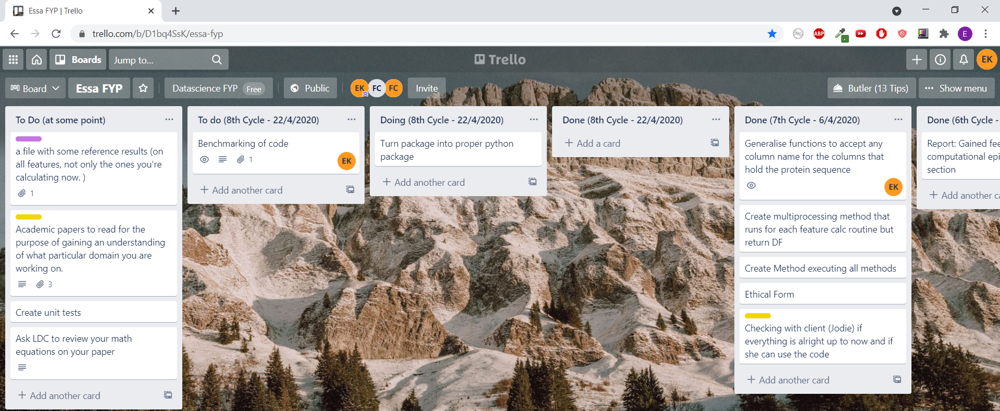 Essa FYP | Trello
trello.com/b/D1bq4SsK/essa-fyp
ABP
E
Boards
Jump to...
Trello
EK
Board
Essa FYP
Datascience FYP Free
Public
EK FC FC
Invite
Butler (13 Tips)
... Show menu
To Do (at some point)
a file with some reference results (on
all features, not only the ones you're
calculating now. )
1
Academic papers to read for the
purpose of gaining an understanding
of what particular domain you are
working on.
3
Create unit tests
Ask LDC to review your math
equations on your paper
+ Add another card
To do (8th Cycle - 22/4/2020)
Benchmarking of code
1
EK
+ Add another card
Doing (8th Cycle - 22/4/2020)
Turn package into proper python
package
+ Add another card
Done (8th Cycle - 22/4/2020)
+ Add a card
Done (7th Cycle - 6/4/2020)
Generalise functions to accept any
column name for the columns that
hold the protein sequence
EK
Create multiprocessing method that
runs for each feature calc routine but
return DF
Create Method executing all methods
Ethical Form
Checking with client (Jodie) if
everything is alright up to now and if
she can use the code
+ Add another card
Done (6th Cycle -
Report: Gained fee
computational epi
section
+ Add another ca